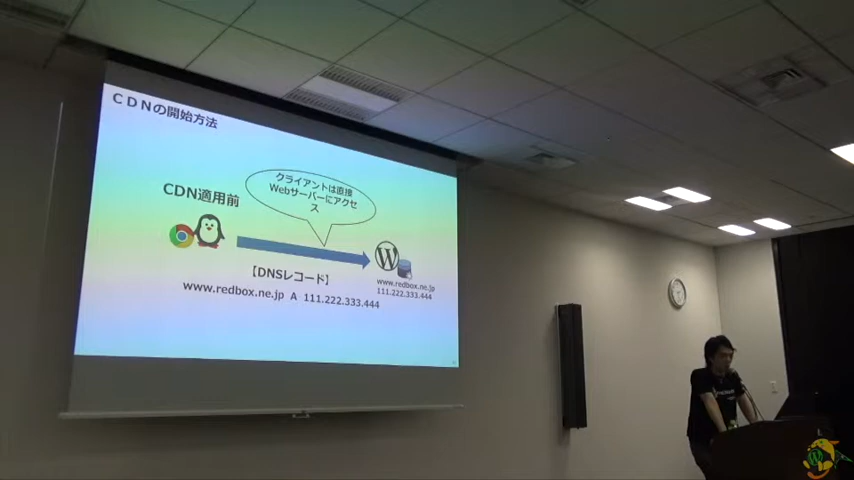 CDNの開始方法
CDN適用前
クライアントは直接
Webサーバーにアクセ
ス
【DNSレコード】
www.redbox.ne.jp A 111.222.333.444
www.redbox.ne.jp
111.222.333.444